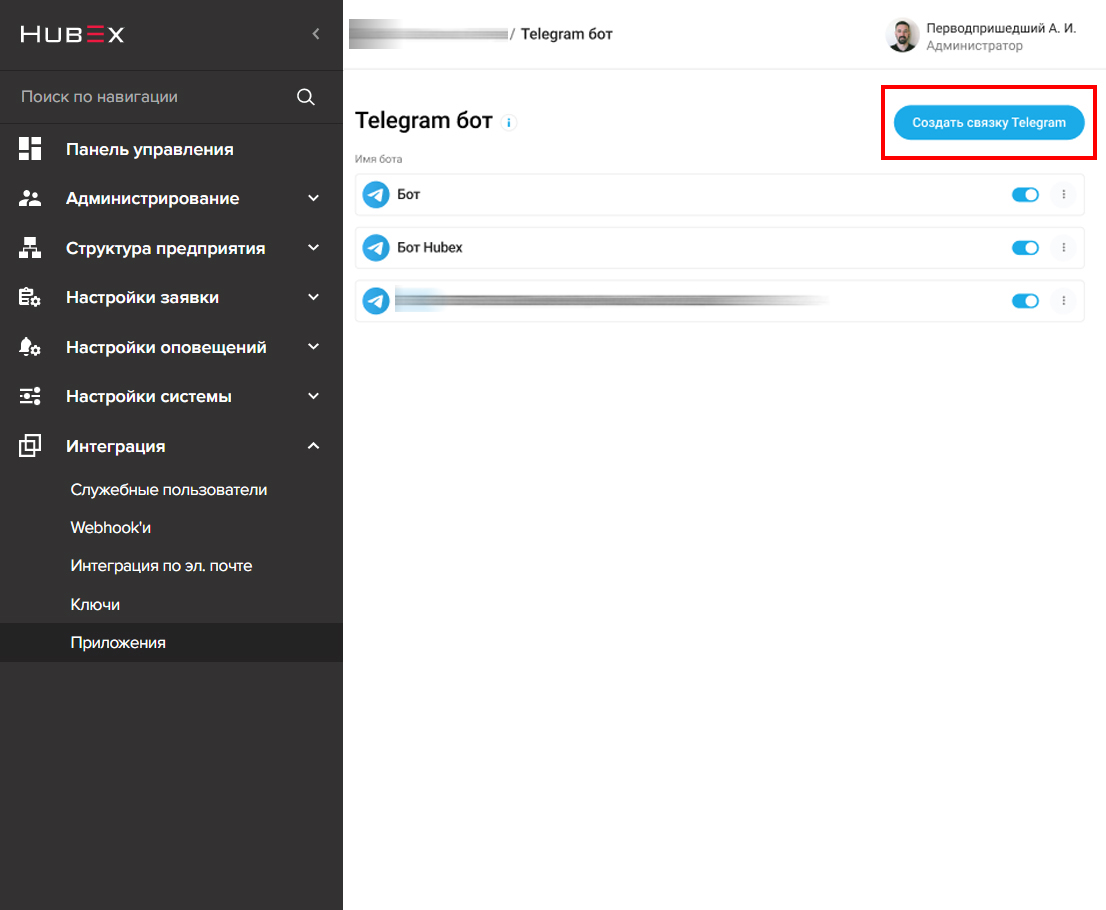 HUBEX
Поиск по навигации
Панель управления
Администрирование
Структура предприятия
Настройки заявки
Настройки оповещений
Настройки системы
Интеграция
Служебные пользователи
Webhook'и
Интеграция по эл. почте
Ключи
Приложения
/ Telegram бот
Перводпришедший А. И.
Администратор
Telegram бот
Создать связку Telegram
Имя бота
Бот
Бот Hubex